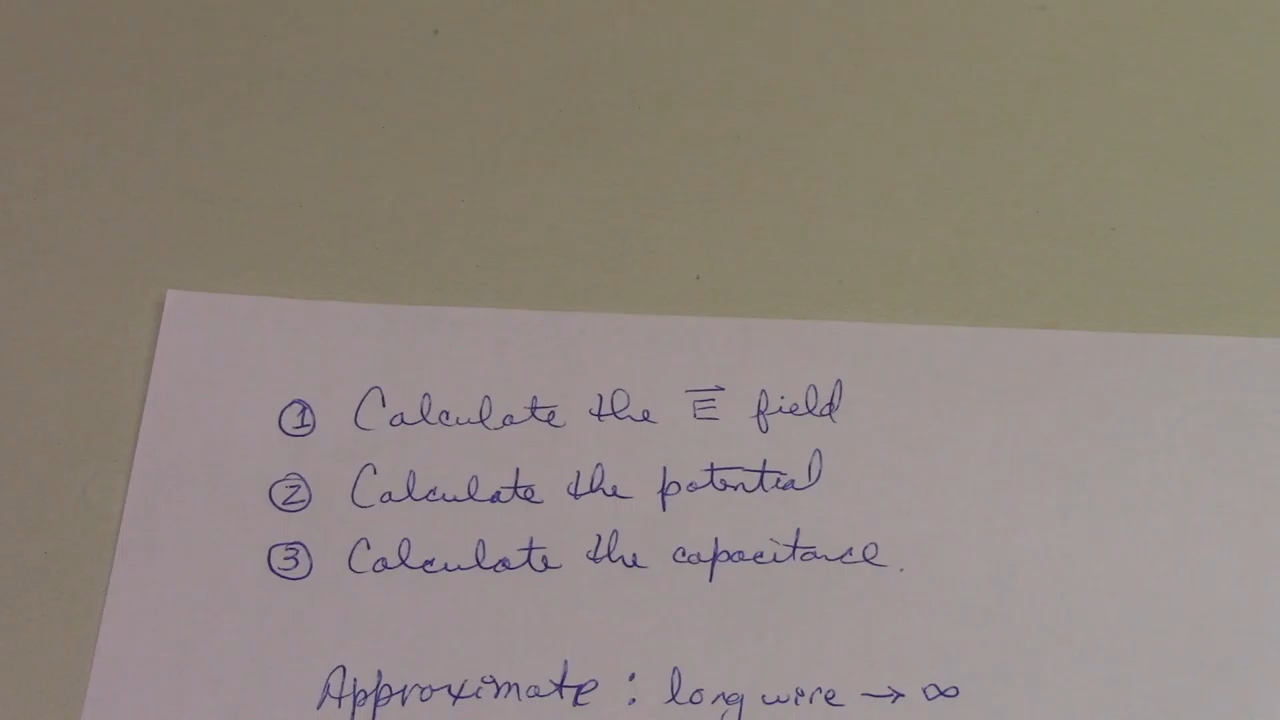 ① Calculate the E⃗ field
② Calculate the potential
③ Calculate the capacitance.
Approximate : long wire → ∞